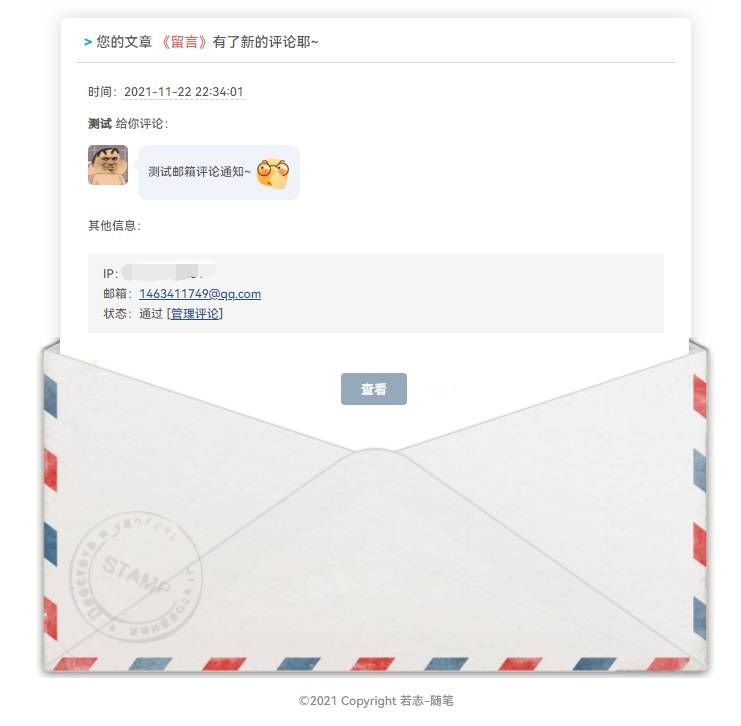 > 您的文章 《留言》有了新的评论耶~
时间：2021-11-22 22:34:01
测试 给你评论：
测试邮箱评论通知~
其他信息：
IP：
邮箱：1463411749@qq.com
状态：通过 [管理评论]
查看
STAMP
©2021 Copyright 若志-随笔